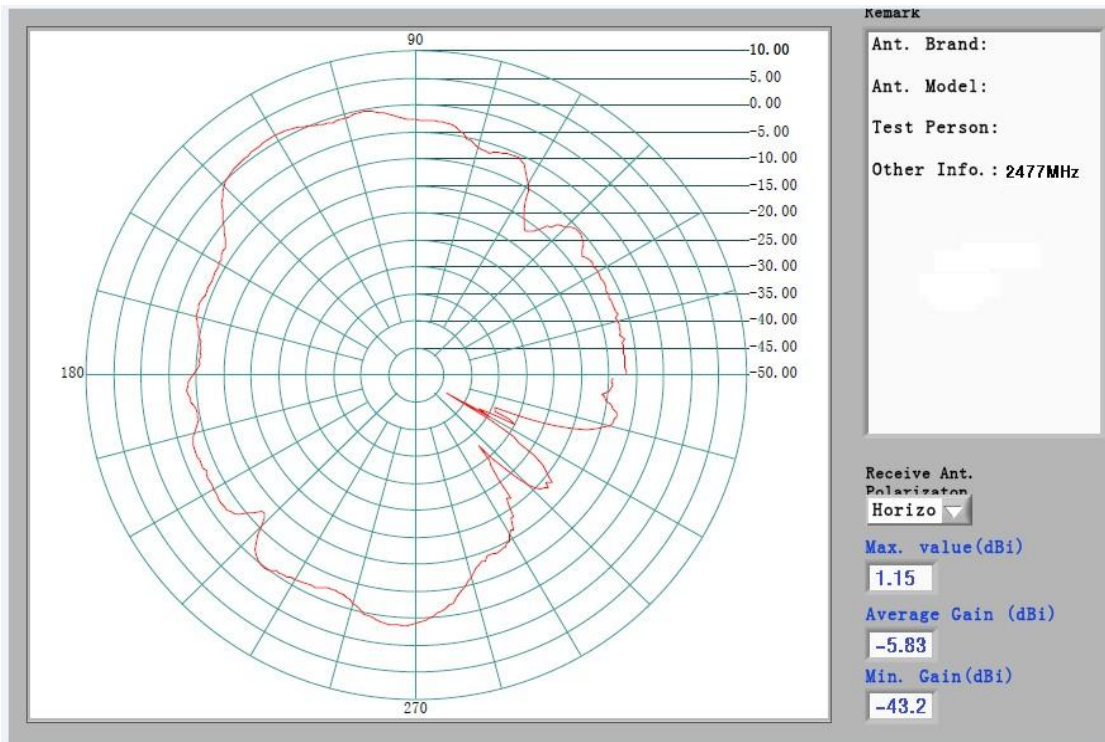 Remark
90
10.00
5.00
0.00
-5.00
-10.00
-15.00
-20.00
-25.00
-30.00
-35.00
-40.00
-45.00
-50.00
180
270
Ant. Brand:
Ant. Model:
Test Person:
Other Info.: 2477MHz
Receive Ant.
Polarizaton
Horizo
Max. value(dBi)
1.15
Average Gain (dBi)
-5.83
Min. Gain(dBi)
-43.2